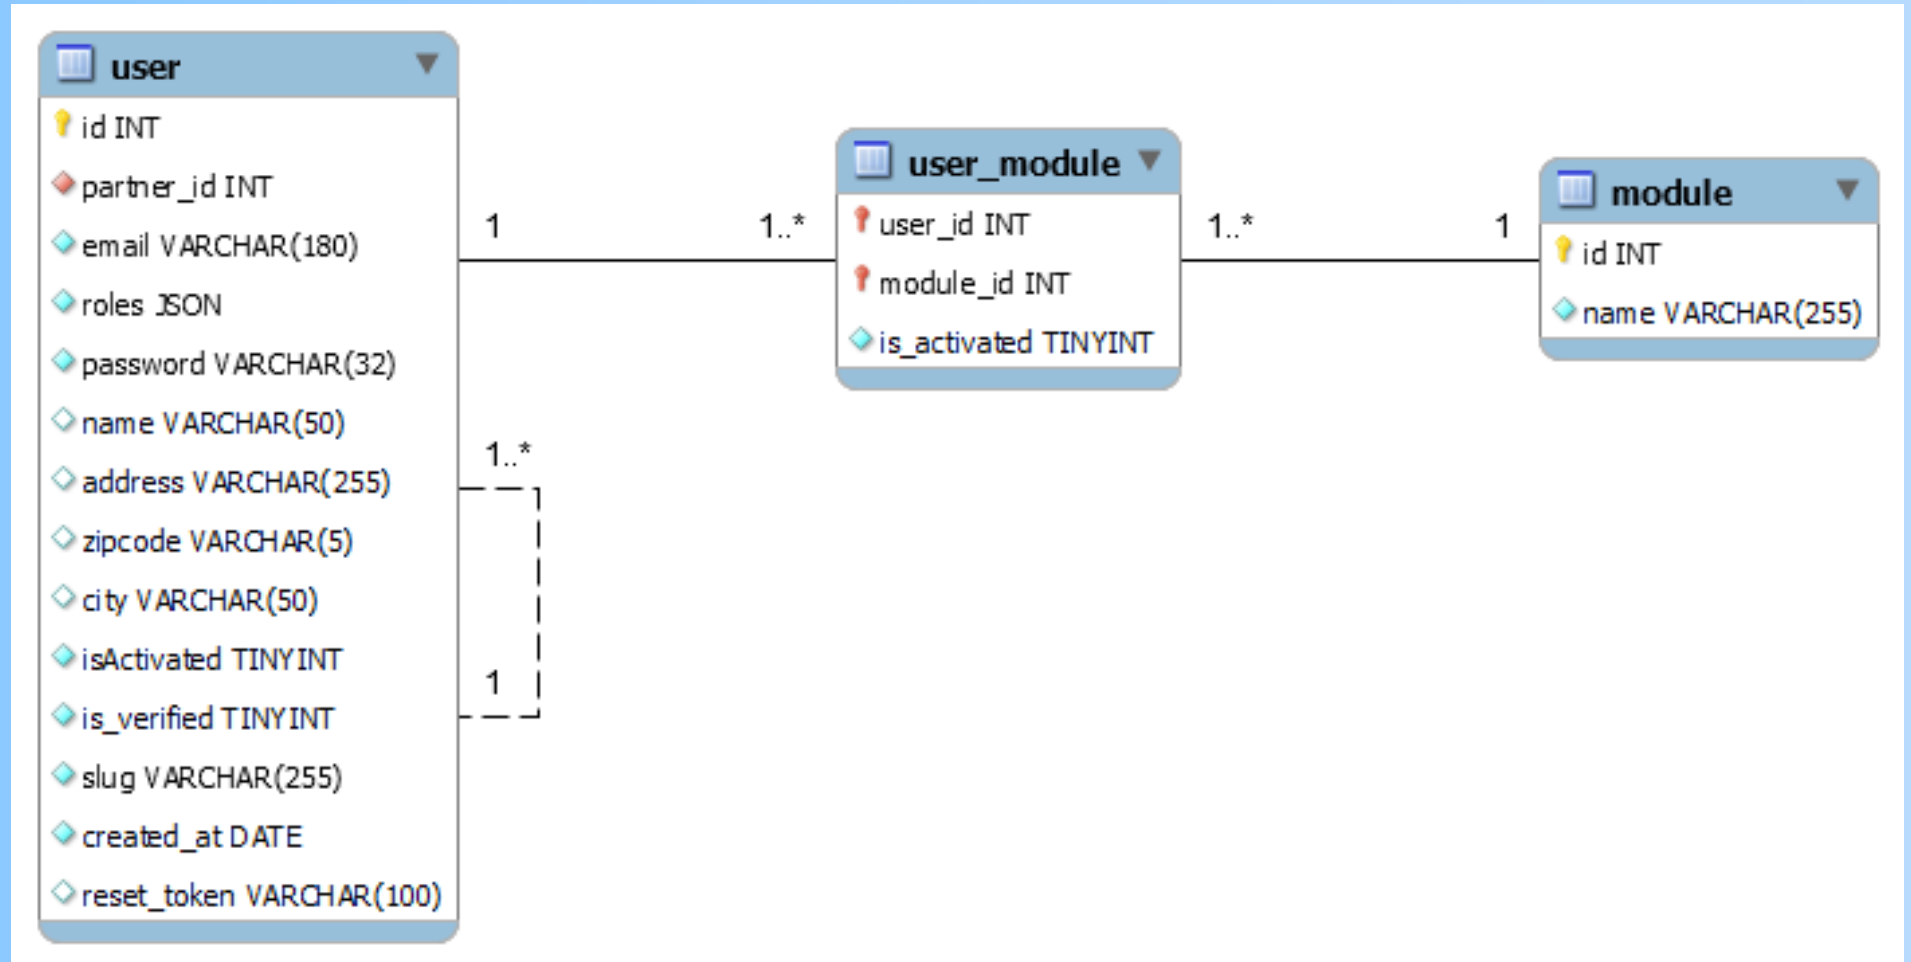 user
id INT
partner_id INT
email VARCHAR(180)
roles JSON
password VARCHAR(32)
name VARCHAR(50)
address VARCHAR(255)
zipcode VARCHAR(5)
city VARCHAR(50)
isActivated TINYINT
is_verified TINYINT
slug VARCHAR(255)
created_at DATE
reset_token VARCHAR(100)
1
1..*
1..*
1
user_module
user_id INT
module_id INT
is_activated TINYINT
1..*
1
module
id INT
name VARCHAR(255)